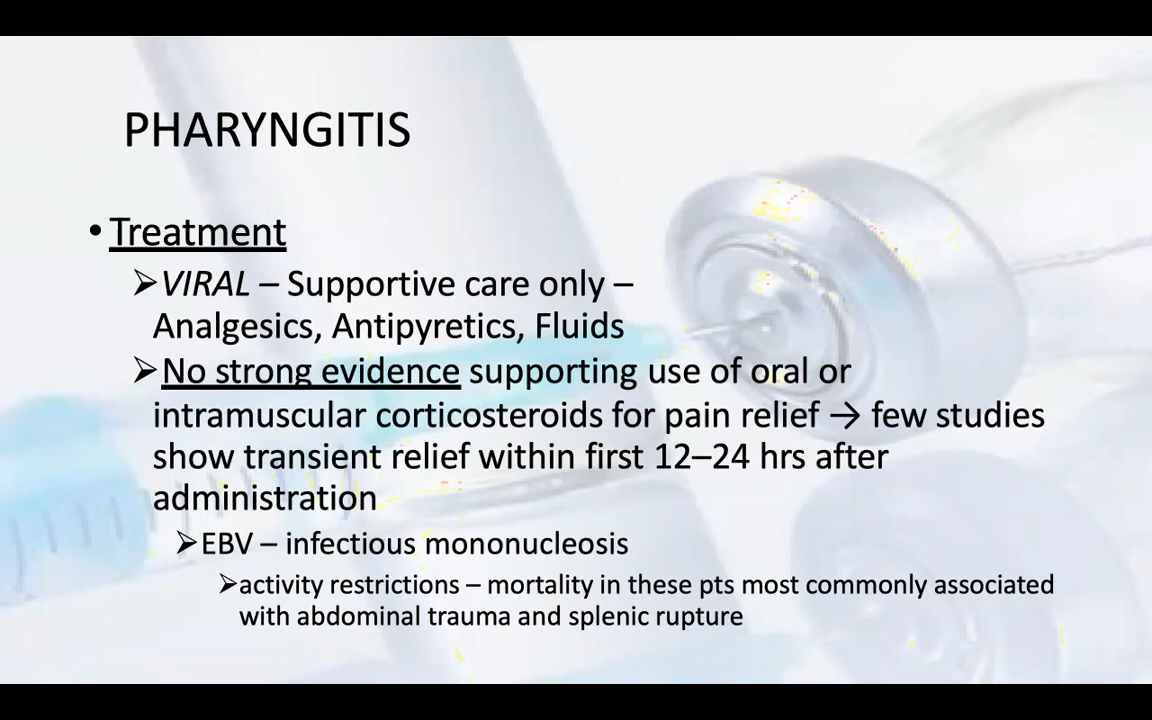 PHARYNGITIS
• Treatment
➢VIRAL – Supportive care only –
Analgesics, Antipyretics, Fluids
➢No strong evidence supporting use of oral or
intramuscular corticosteroids for pain relief → few studies
show transient relief within first 12–24 hrs after
administration
➢EBV – infectious mononucleosis
➢activity restrictions – mortality in these pts most commonly associated
with abdominal trauma and splenic rupture